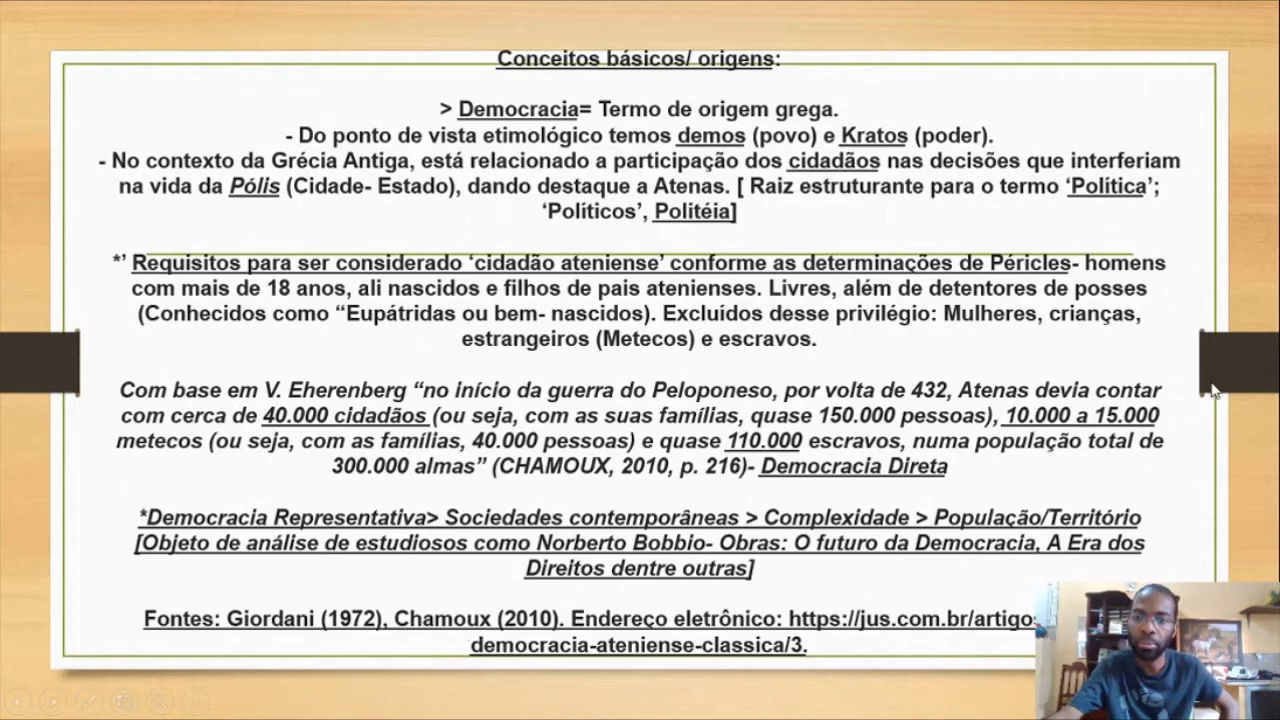 Conceitos básicos/ origens:
> Democracia= Termo de origem grega.
- Do ponto de vista etimológico temos demos (povo) e Kratos (poder).
- No contexto da Grécia Antiga, está relacionado a participação dos cidadãos nas decisões que interferiam
na vida da Pólis (Cidade- Estado), dando destaque a Atenas. [ Raiz estruturante para o termo ‘Política’;
‘Políticos’, Politéia]
*’ Requisitos para ser considerado ‘cidadão ateniense’ conforme as determinações de Péricles- homens
com mais de 18 anos, ali nascidos e filhos de pais atenienses. Livres, além de detentores de posses
(Conhecidos como “Eupátridas ou bem- nascidos). Excluídos desse privilégio: Mulheres, crianças,
estrangeiros (Metecos) e escravos.
Com base em V. Eherenberg “no início da guerra do Peloponeso, por volta de 432, Atenas devia contar
com cerca de 40.000 cidadãos (ou seja, com as suas famílias, quase 150.000 pessoas), 10.000 a 15.000
metecos (ou seja, com as famílias, 40.000 pessoas) e quase 110.000 escravos, numa população total de
300.000 almas” (CHAMOUX, 2010, p. 216)- Democracia Direta
*Democracia Representativa> Sociedades contemporâneas > Complexidade > População/Território
[Objeto de análise de estudiosos como Norberto Bobbio- Obras: O futuro da Democracia, A Era dos
Direitos dentre outras]
Fontes: Giordani (1972), Chamoux (2010). Endereço eletrônico: https://jus.com.br/artigos
democracia-ateniense-classica/3.